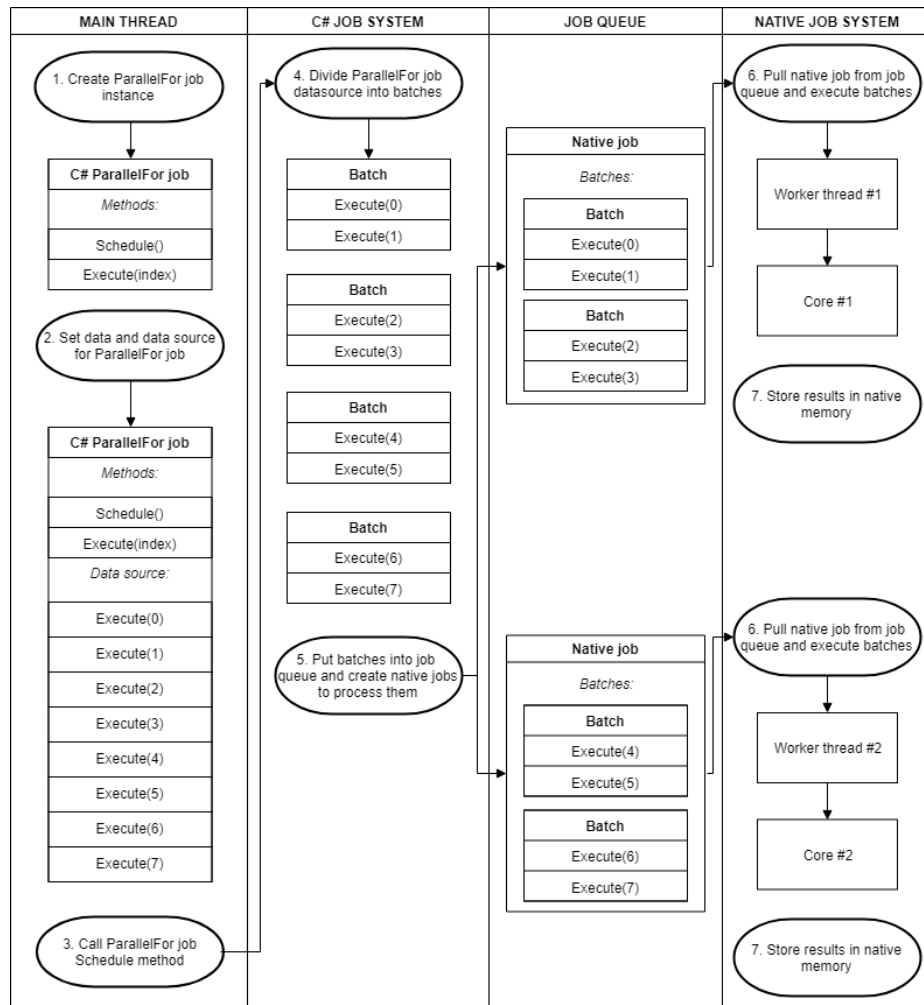 MAIN THREAD
1. Create ParallelFor job
instance
C# ParallelFor job
Methods:
Schedule()
Execute(index)
2. Set data and data source
for ParallelFor job
C# ParallelFor job
Methods:
Schedule()
Execute(index)
Data source:
Execute(0)
Execute(1)
Execute(2)
Execute(3)
Execute(4)
Execute(5)
Execute(6)
Execute(7)
3. Call ParallelFor job
Schedule method
C# JOB SYSTEM
4. Divide ParallelFor job
datasource into batches
Batch
Execute(0)
Execute(1)
Batch
Execute(2)
Execute(3)
Batch
Execute(4)
Execute(5)
Batch
Execute(6)
Execute(7)
5. Put batches into job
queue and create native jobs
to process them
JOB QUEUE
Native job
Batches:
Batch
Execute(0)
Execute(1)
Batch
Execute(2)
Execute(3)
Native job
Batches:
Batch
Execute(4)
Execute(5)
Batch
Execute(6)
Execute(7)
NATIVE JOB SYSTEM
6. Pull native job from job
queue and execute batches
Worker thread #1
Core #1
7. Store results in native
memory
6. Pull native job from job
queue and execute batches
Worker thread #2
Core #2
7. Store results in native
memory